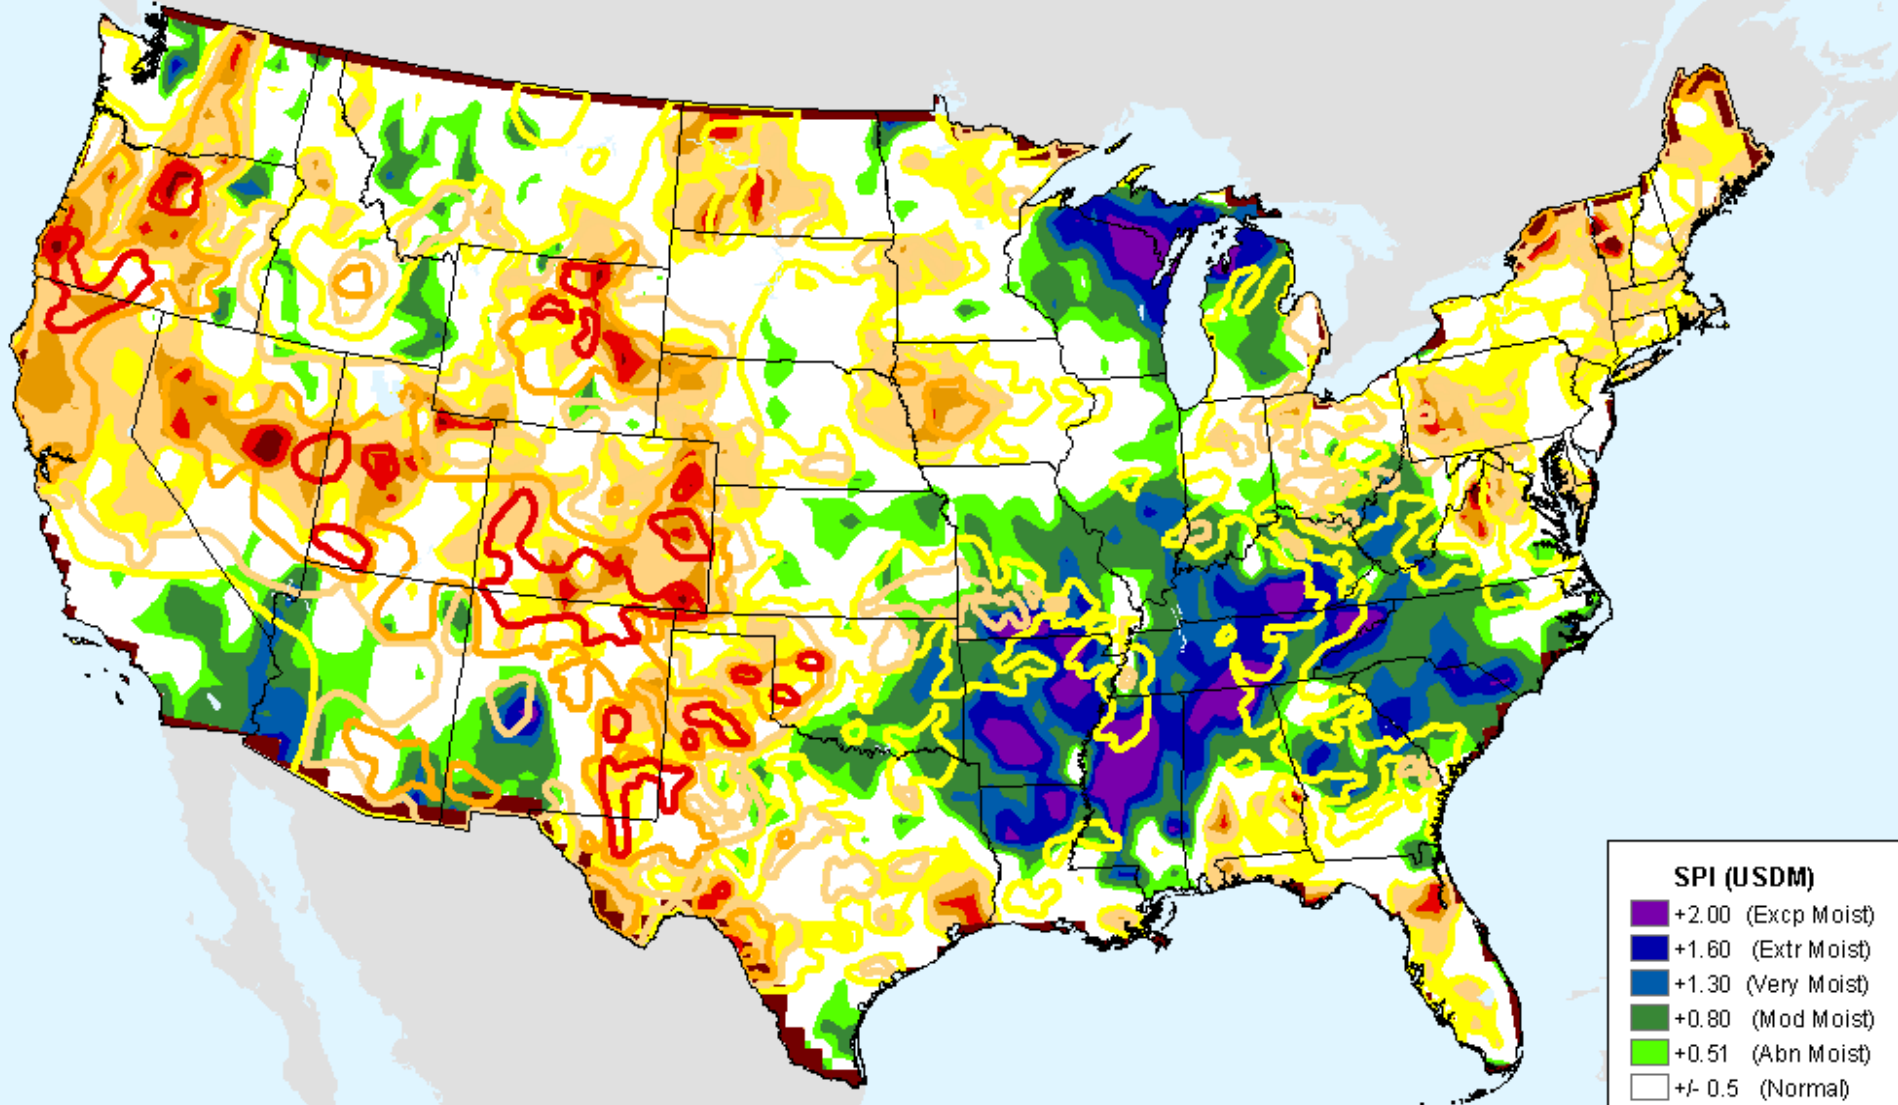 SPI (USDM)
+2.00 (Excp Moist)
+1.60 (Extr Moist)
+1.30 (Very Moist)
+0.80 (Mod Moist)
+0.51 (Abn Moist)
+/- 0.5 (Normal)